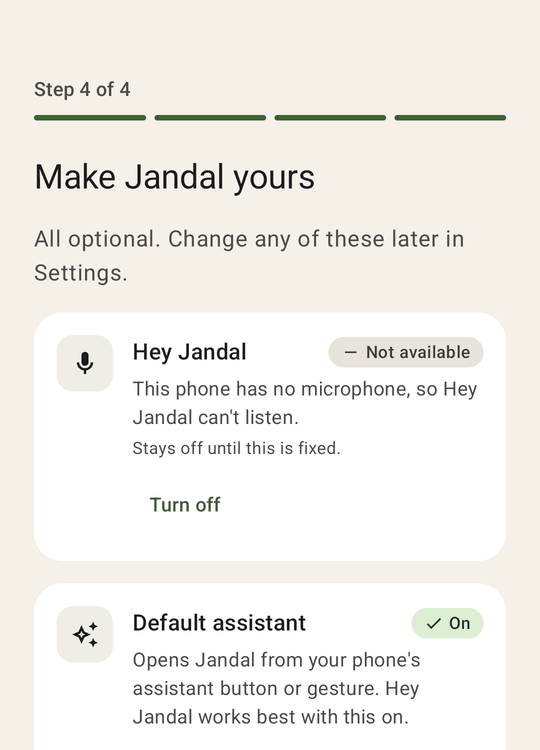 Step 4 of 4
Make Jandal yours
All optional. Change any of these later in
Settings.
Hey Jandal
Not available
This phone has no microphone, so Hey
Jandal can't listen.
Stays off until this is fixed.
Turn off
Default assistant
On
Opens Jandal from your phone's
assistant button or gesture. Hey
Jandal works best with this on.